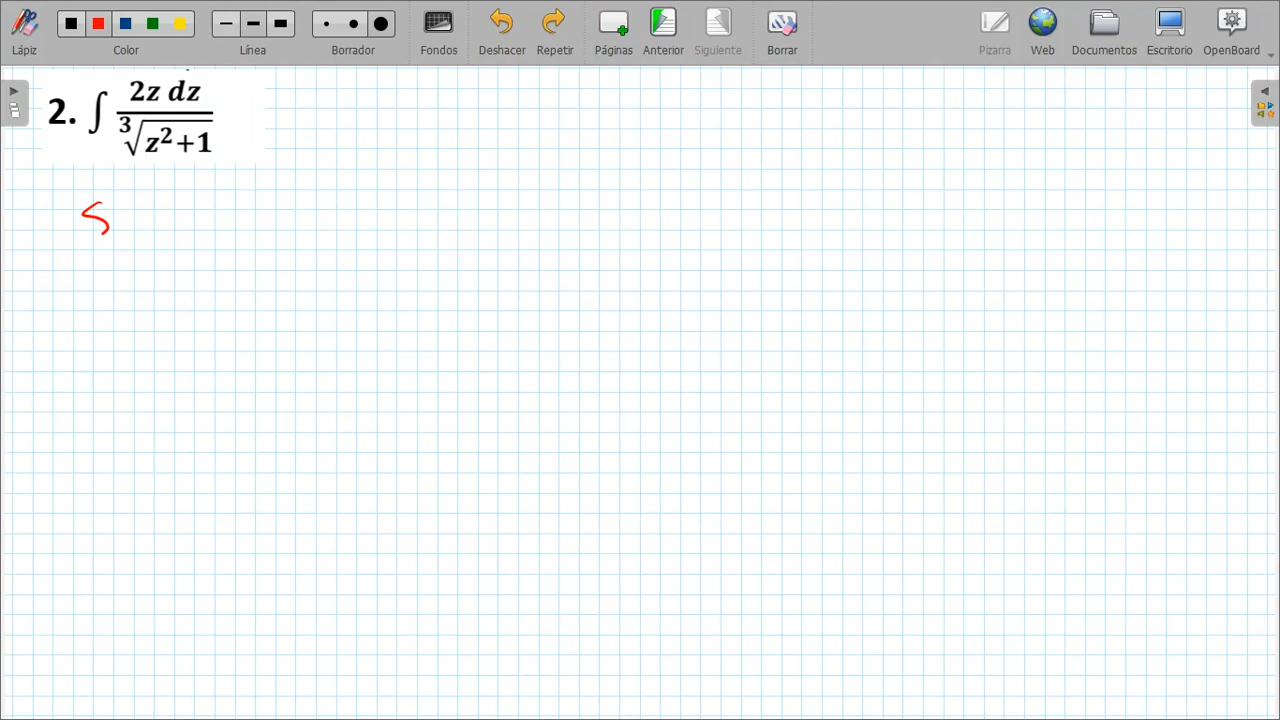 Lápiz Color Línea Borrador Fondos Deshacer Repetir Páginas Anterior Siguiente Borrar Pizarra Web Documentos Escritorio OpenBoard
2. ∫ 2z dz / ∛(z²+1)
S